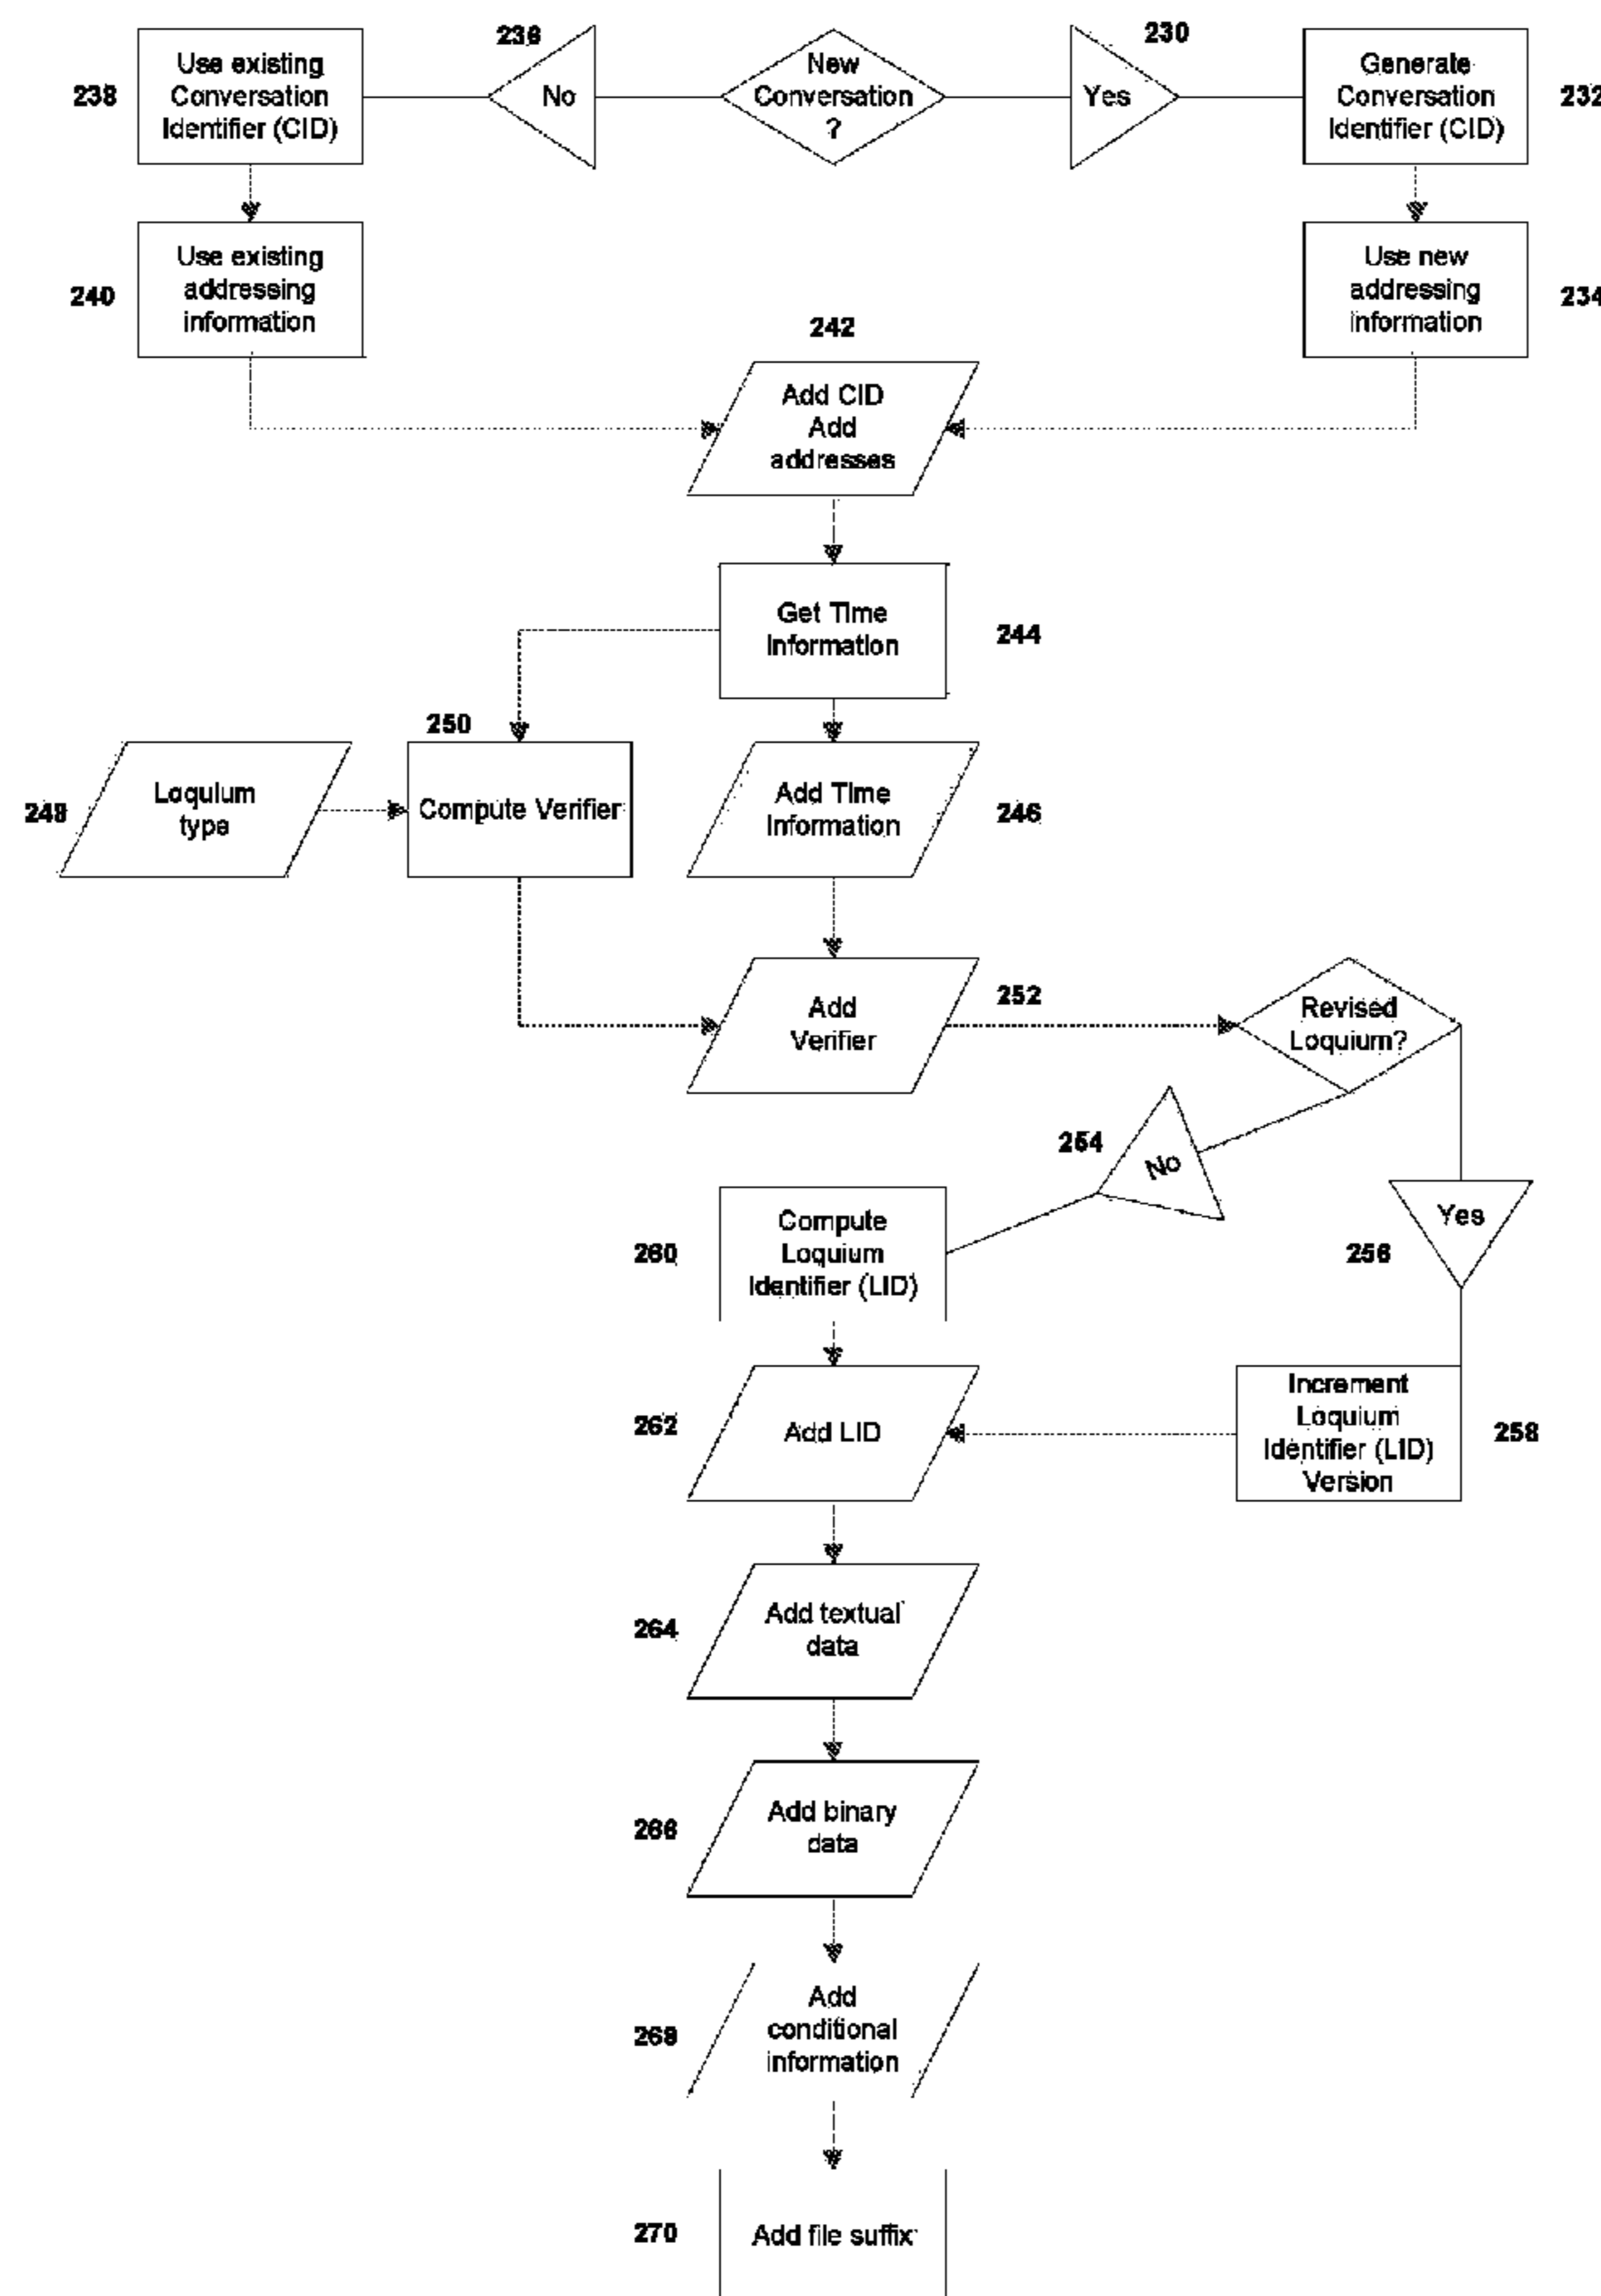 236
230
238
Use existing
Conversation
Identifier (CID)
No
New
Conversation
?
Yes
Generate
Conversation
Identifier (CID)
232
240
Use existing
addressing
information
Use new
addressing
information
234
242
Add CID
Add
addresses
Get Time
Information
244
250
248
Loquium
type
Compute Verifier
Add Time
Information
246
Add
Verifier
252
Revised
Loquium?
254
No
256
Yes
260
Compute
Loquium
Identifier (LID)
262
Add LID
Increment
Loquium
Identifier (LID)
Version
258
264
Add textual
data
266
Add binary
data
268
Add
conditional
information
270
Add file suffix